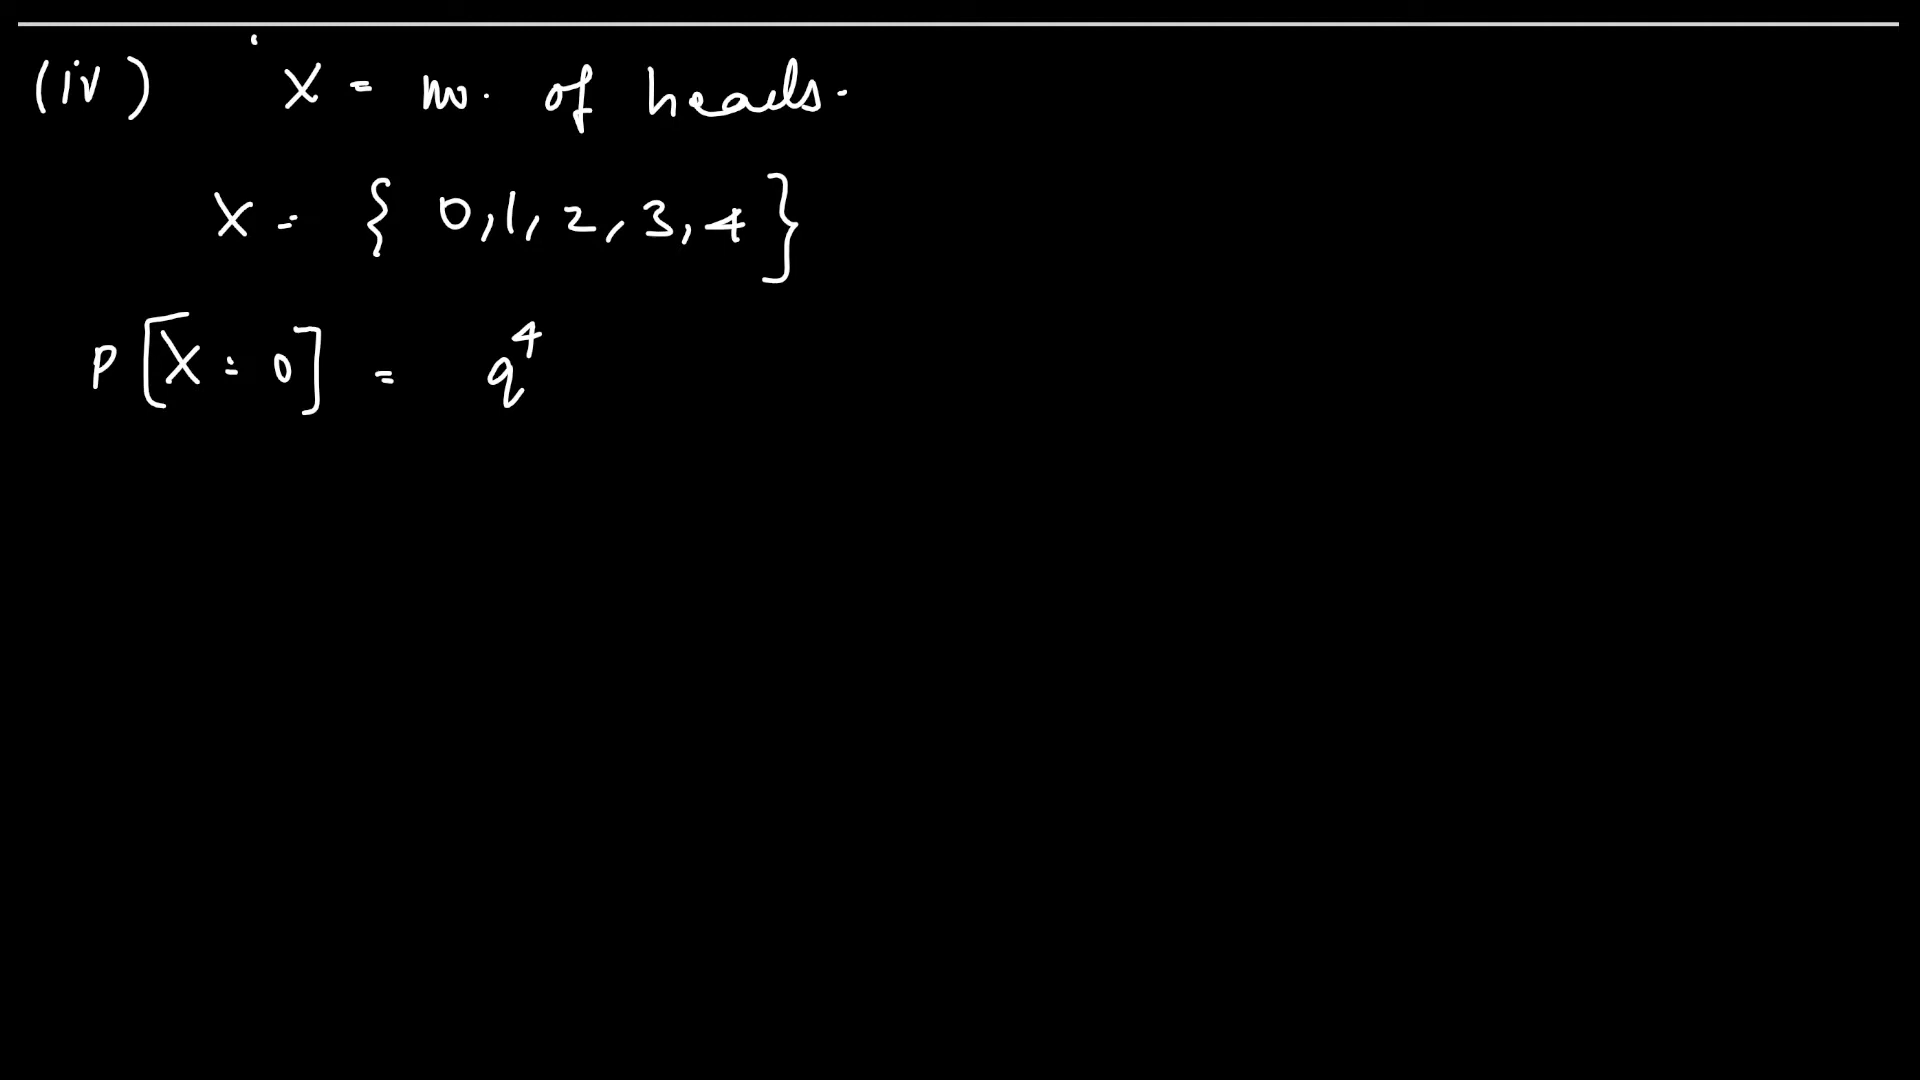 (iv) X = no. of heads.
X = { 0,1,2,3,4 }
P[X = 0] = q⁴